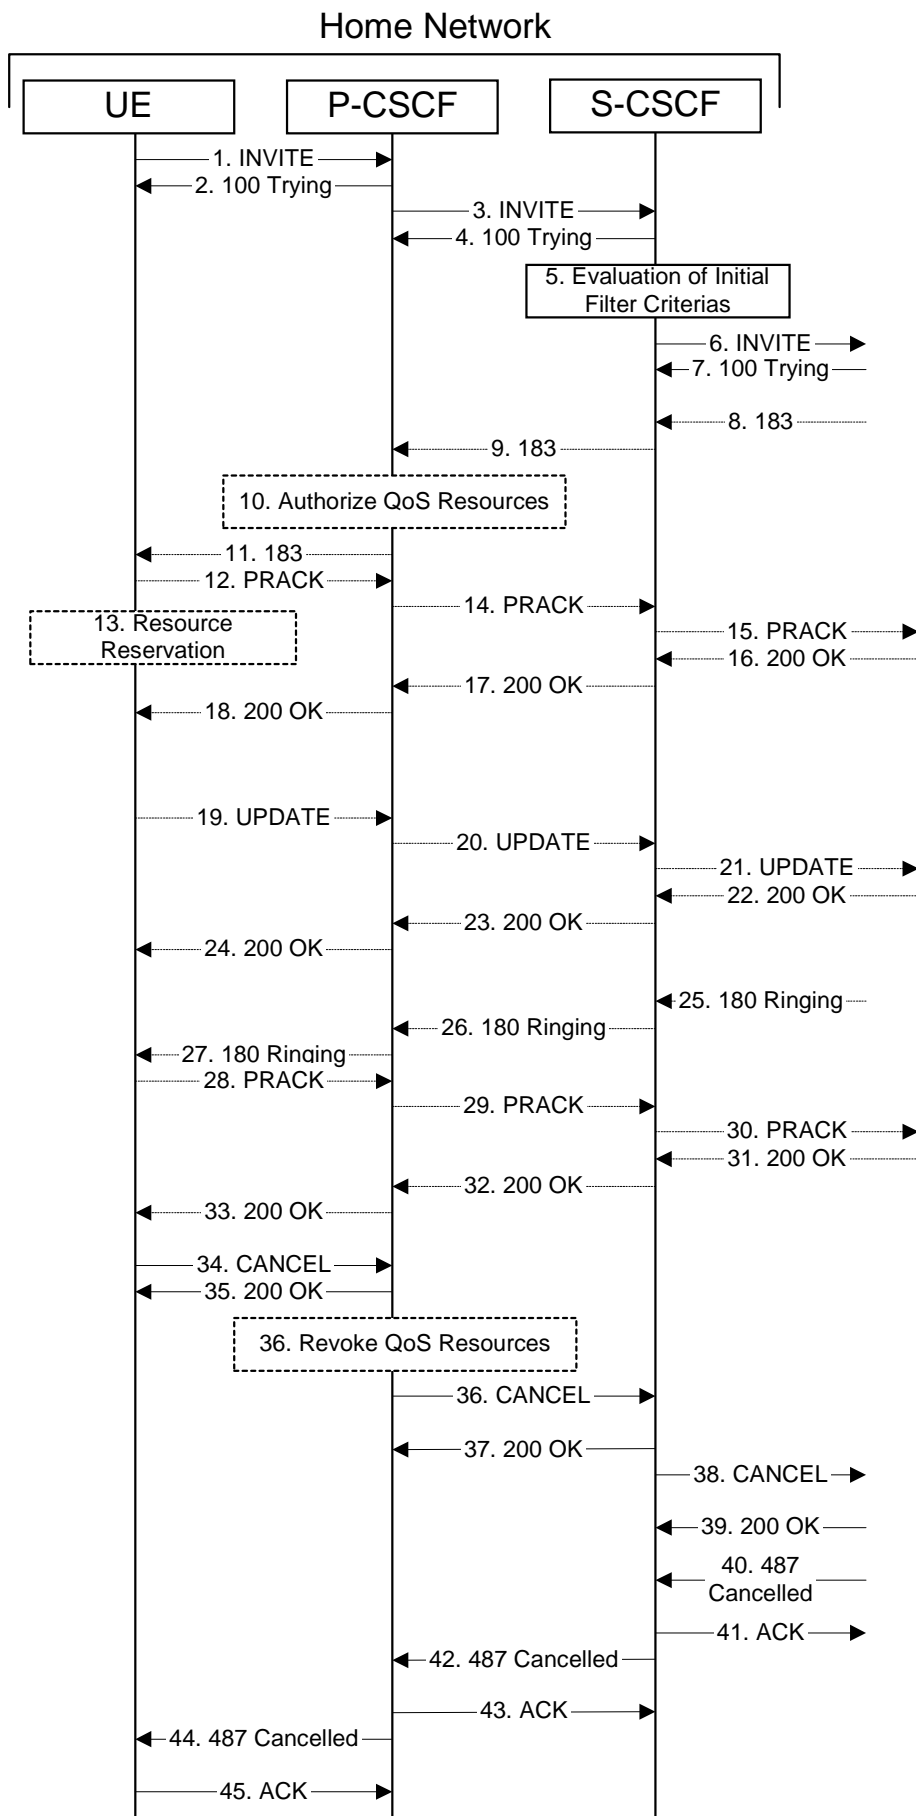 Home Network
UE
P-CSCF
S-CSCF
1. INVITE
2. 100 Trying
3. INVITE
4. 100 Trying
5. Evaluation of Initial
Filter Criterias
6. INVITE
7. 100 Trying
8. 183
9. 183
10. Authorize QoS Resources
11. 183
12. PRACK
14. PRACK
13. Resource
Reservation
15. PRACK
16. 200 OK
17. 200 OK
18. 200 OK
19. UPDATE
20. UPDATE
21. UPDATE
22. 200 OK
23. 200 OK
24. 200 OK
25. 180 Ringing
26. 180 Ringing
27. 180 Ringing
28. PRACK
29. PRACK
30. PRACK
31. 200 OK
32. 200 OK
33. 200 OK
34. CANCEL
35. 200 OK
36. Revoke QoS Resources
36. CANCEL
37. 200 OK
38. CANCEL
39. 200 OK
40. 487
Cancelled
41. ACK
42. 487 Cancelled
43. ACK
44. 487 Cancelled
45. ACK